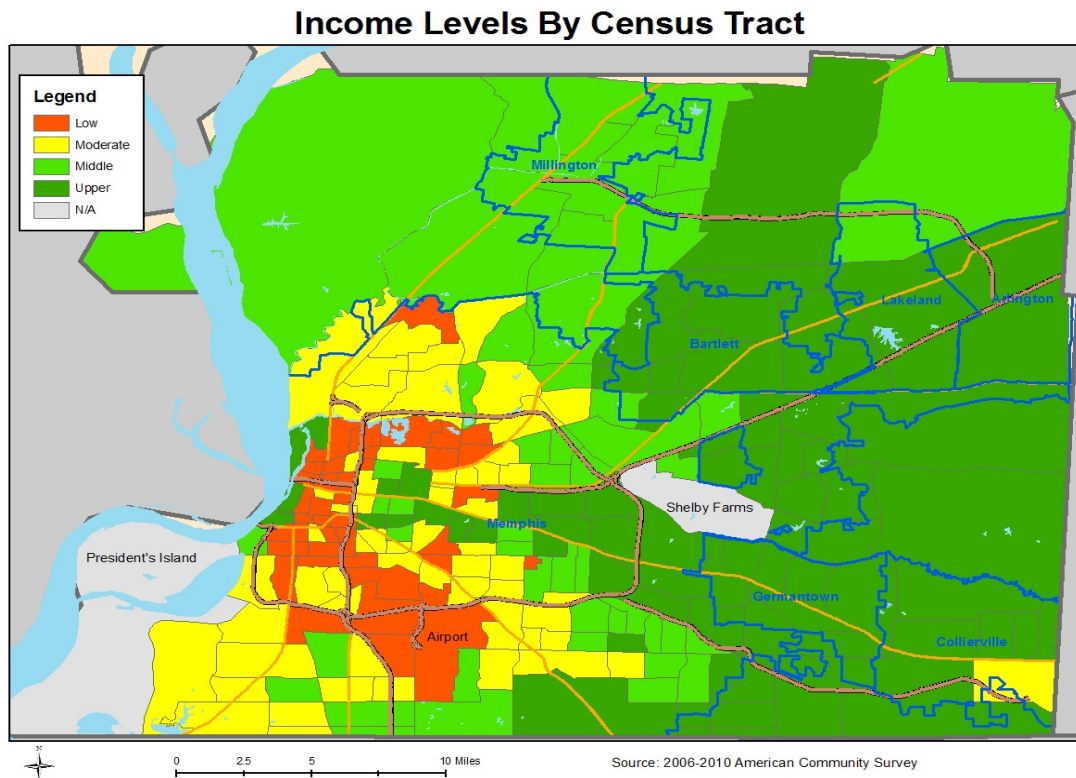 Income Levels By Census Tract
Legend
Low
Moderate
Middle
Upper
N/A
Millington
Lakeland
Arlington
Bartlett
Shelby Farms
Memphis
President's Island
Germantown
Airport
Collierville
N
0 2.5 5 10 Miles
Source: 2006-2010 American Community Survey